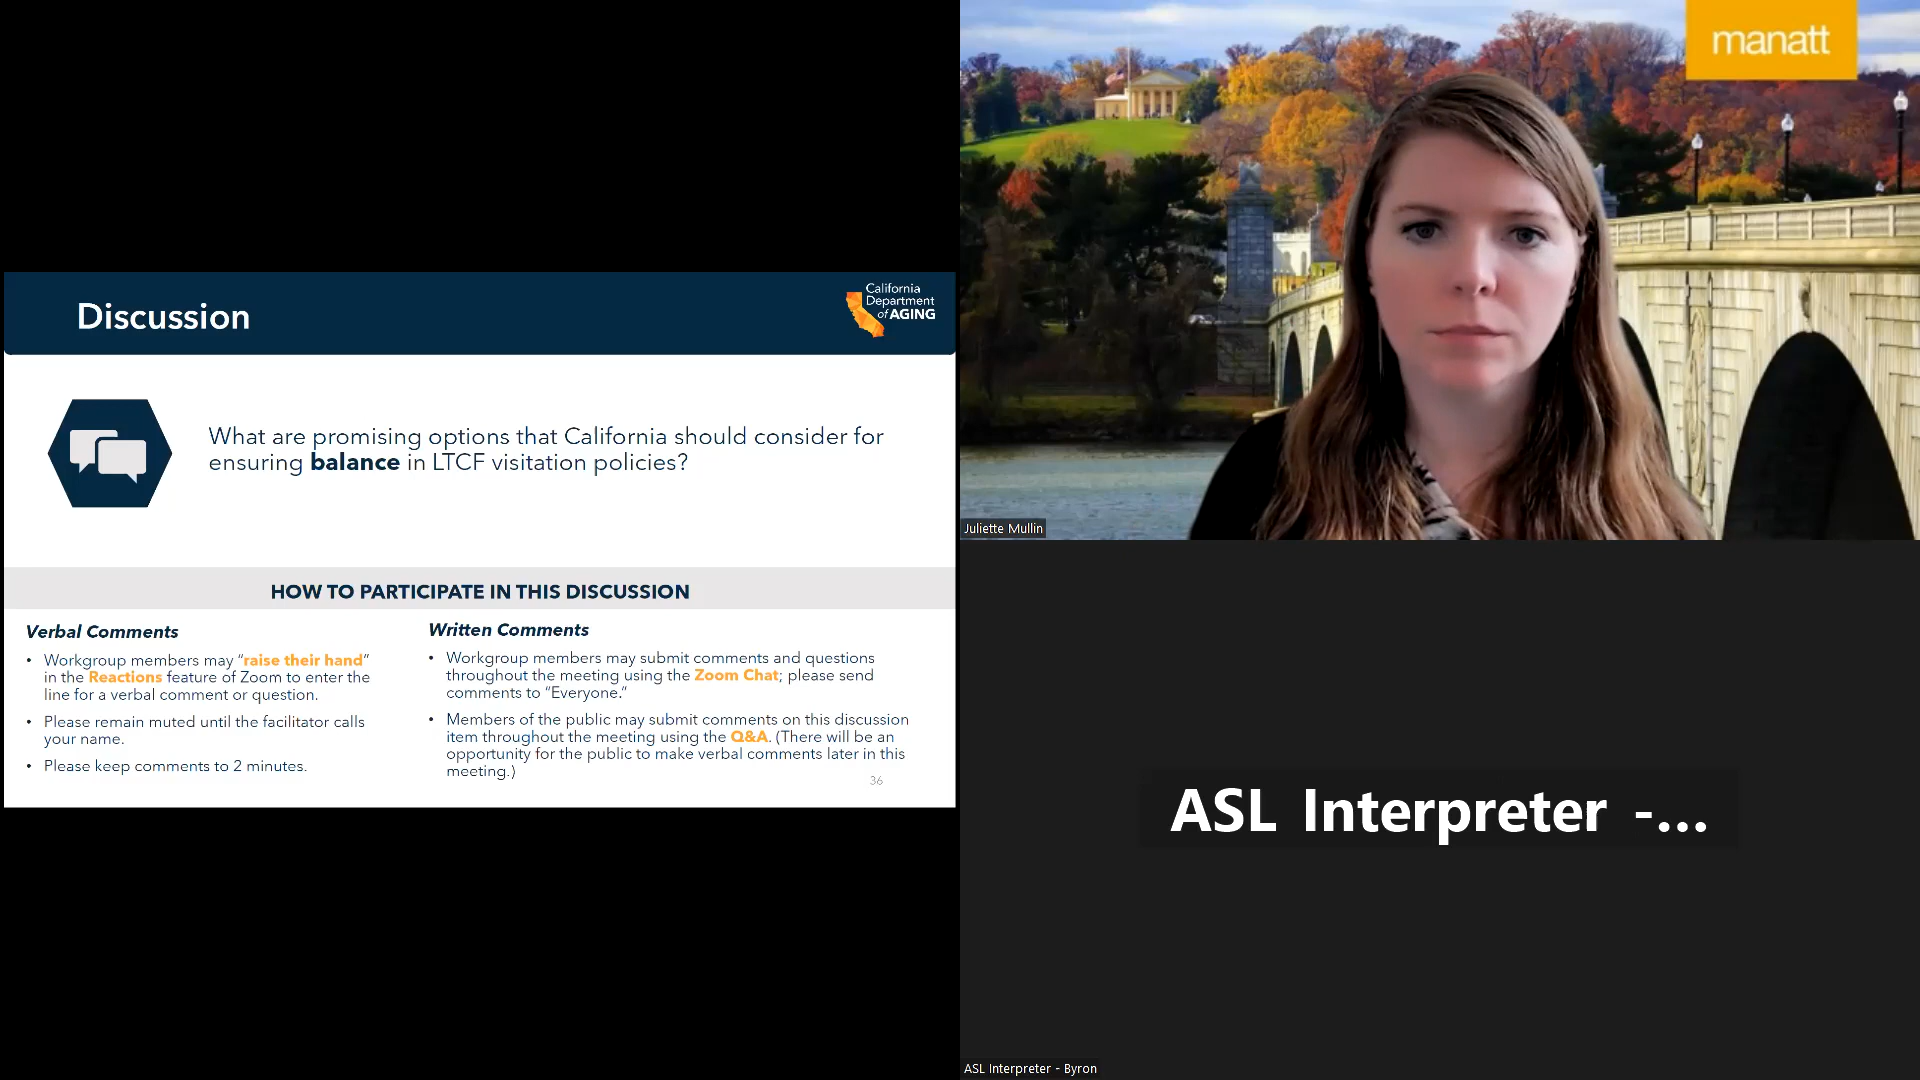 Discussion
California
Department
of AGING
What are promising options that California should consider for
ensuring balance in LTCF visitation policies?
HOW TO PARTICIPATE IN THIS DISCUSSION
Verbal Comments
• Workgroup members may “raise their hand”
in the Reactions feature of Zoom to enter the
line for a verbal comment or question.
• Please remain muted until the facilitator calls
your name.
• Please keep comments to 2 minutes.
Written Comments
• Workgroup members may submit comments and questions
throughout the meeting using the Zoom Chat; please send
comments to “Everyone.”
• Members of the public may submit comments on this discussion
item throughout the meeting using the Q&A. (There will be an
opportunity for the public to make verbal comments later in this
meeting.)
36
manatt
Juliette Mullin
ASL Interpreter -...
ASL Interpreter - Byron